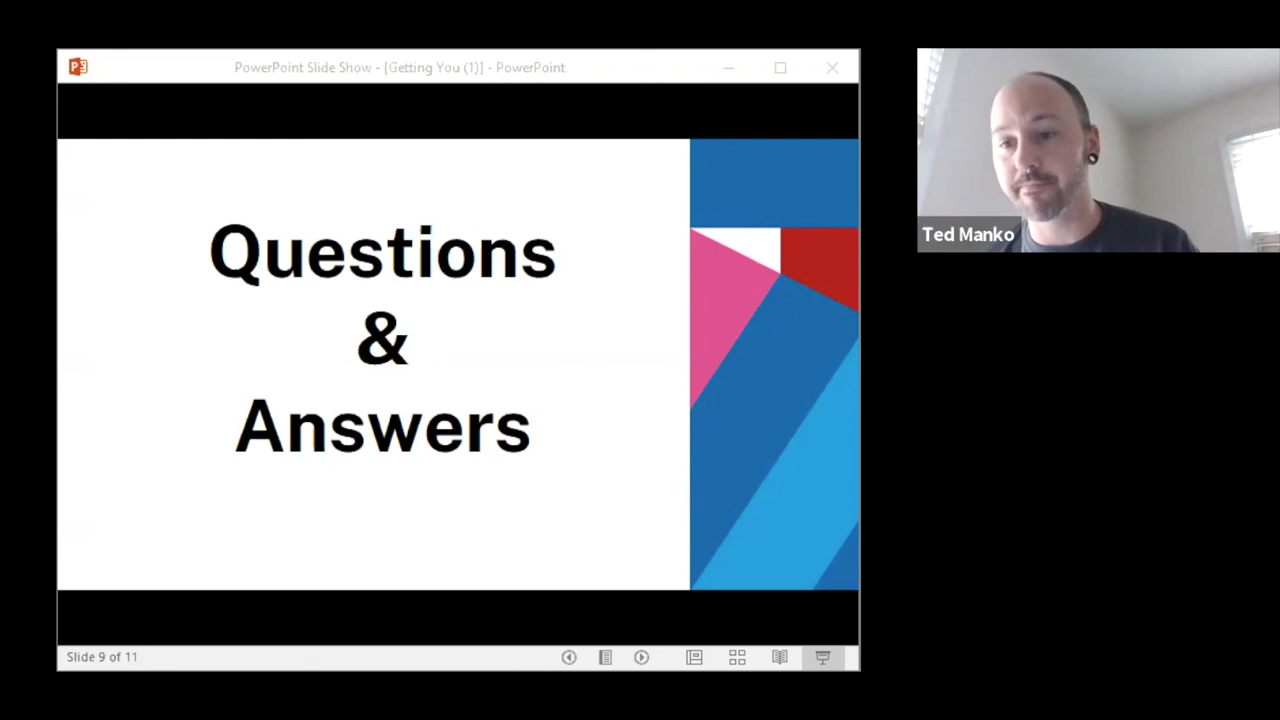 PowerPoint Slide Show - [Getting You (1)] - PowerPoint
Questions
&
Answers
Ted Manko
Slide 9 of 11